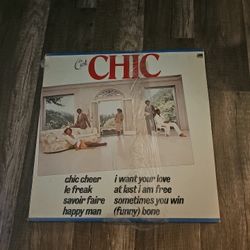 C'est
CHIC
chic cheer
le freak
savoir faire
happy man
i want your love
at last i am free
sometimes you win
(funny) bone